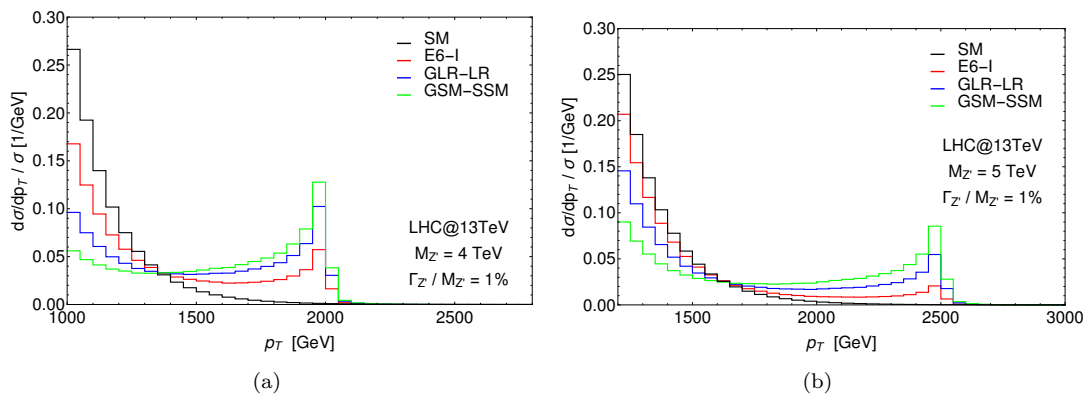 0.30
0.25
0.20
0.15
0.10
0.05
0.00
dσ/dp_T / σ [1/GeV]
SM
E6-I
GLR-LR
GSM-SSM
LHC@13TeV
M_Z' = 4 TeV
Γ_Z' / M_Z' = 1%
1000 1500 2000 2500
p_T [GeV]
(a)
0.30
0.25
0.20
0.15
0.10
0.05
0.00
dσ/dp_T / σ [1/GeV]
SM
E6-I
GLR-LR
GSM-SSM
LHC@13TeV
M_Z' = 5 TeV
Γ_Z' / M_Z' = 1%
1500 2000 2500 3000
p_T [GeV]
(b)